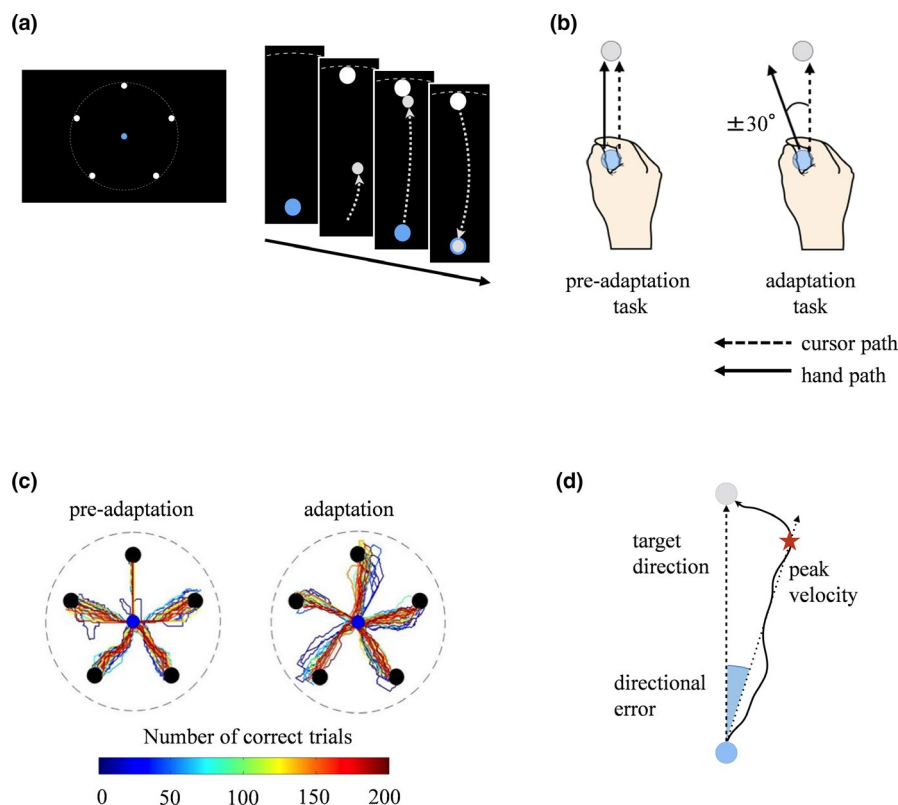 (a)
(b)
±30°
pre-adaptation
task
adaptation
task
cursor path
hand path
(c)
pre-adaptation
adaptation
Number of correct trials
0
50
100
150
200
(d)
target
direction
peak
velocity
directional
error